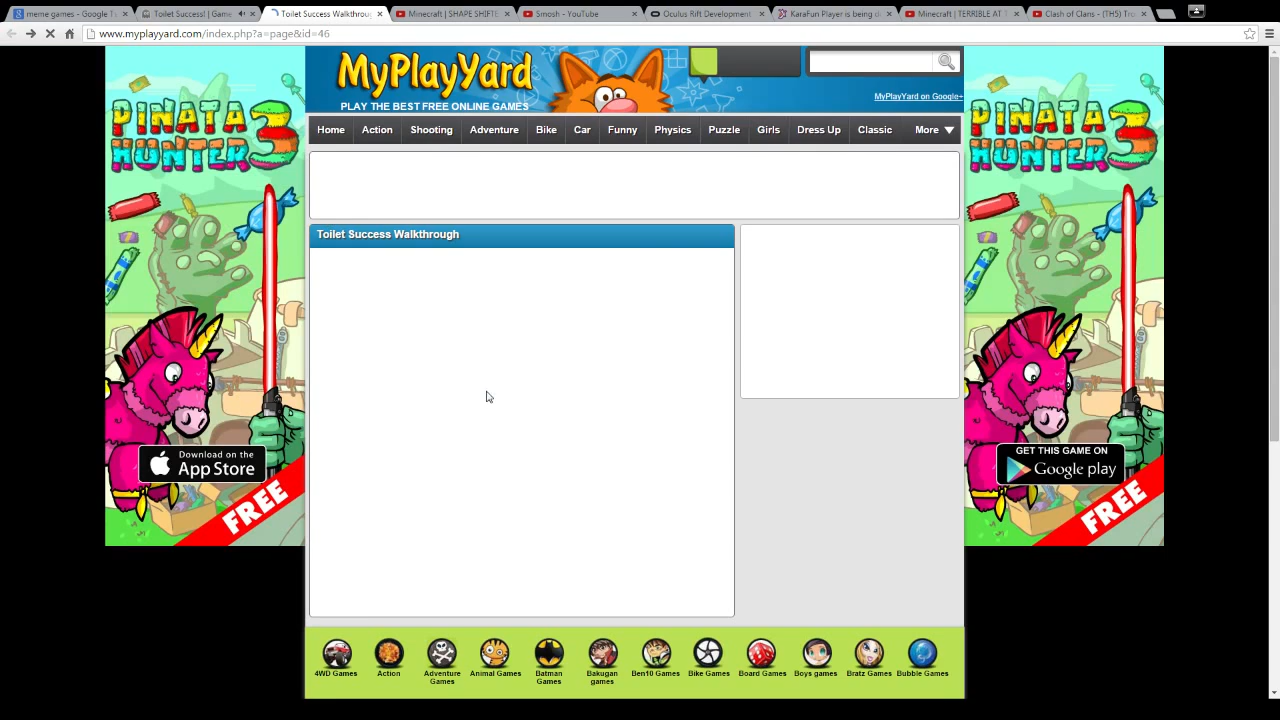 meme games - Google Ts
Toilet Success! | Game
Toilet Success Walkthrough
Minecraft | SHAPE SHIFTE
Smosh - YouTube
Oculus Rift Development
KaraFun Player is being d
Minecraft | TERRIBLE AT T
Clash of Clans - (TH5) Tro
www.myplayyard.com/index.php?a=page&id=46
PINATA
HUNTER 3
Download on the
App Store
FREE
MyPlayYard
PLAY THE BEST FREE ONLINE GAMES
MyPlayYard on Google+
Home Action Shooting Adventure Bike Car Funny Physics Puzzle Girls Dress Up Classic More
Toilet Success Walkthrough
PINATA
HUNTER 3
GET THIS GAME ON
Google play
FREE
4WD Games
Action
Adventure
Games
Animal Games
Batman
Games
Bakugan
games
Ben10 Games
Bike Games
Board Games
Boys games
Bratz Games
Bubble Games